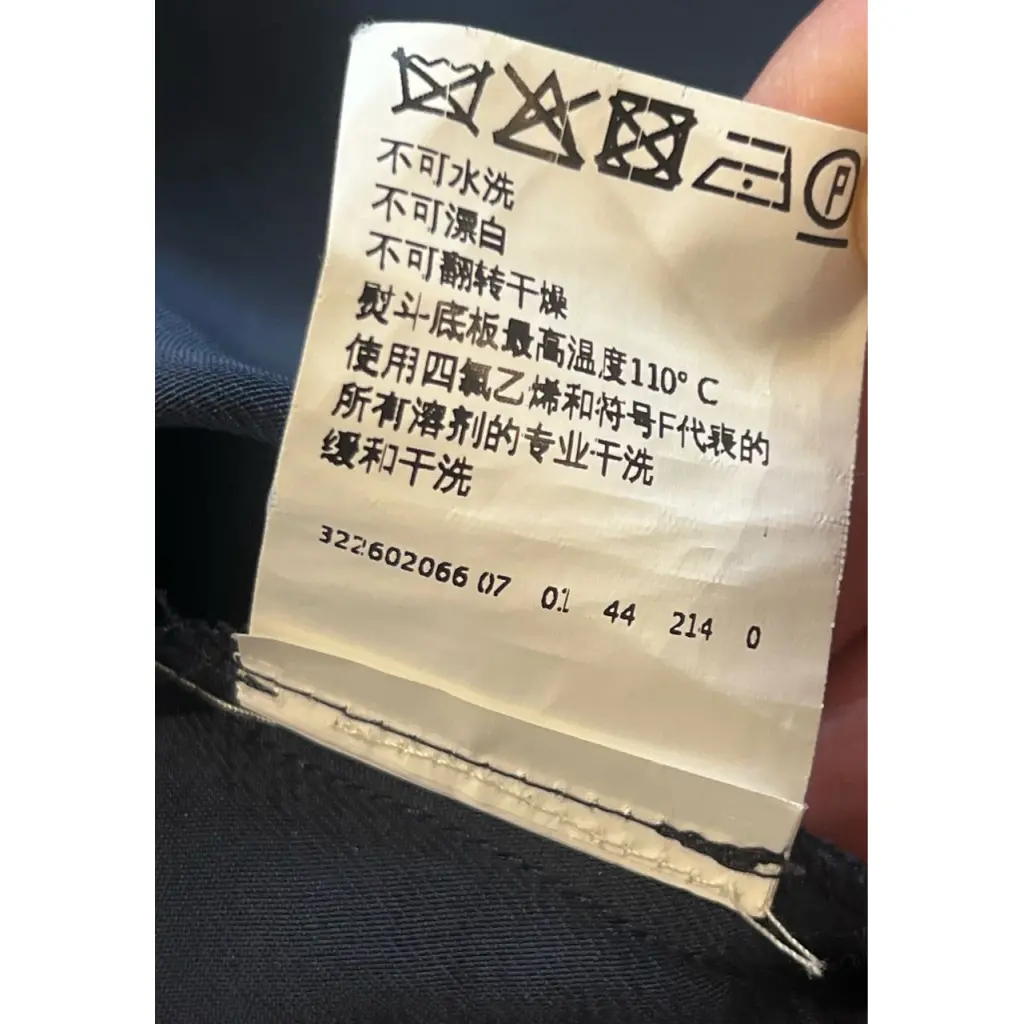 P
不可水洗
不可漂白
不可翻转干燥
熨斗底板最高温度110° C
使用四氯乙烯和符号F代表的
所有溶剂的专业干洗
缓和干洗
322602066 07 01 44 214 0